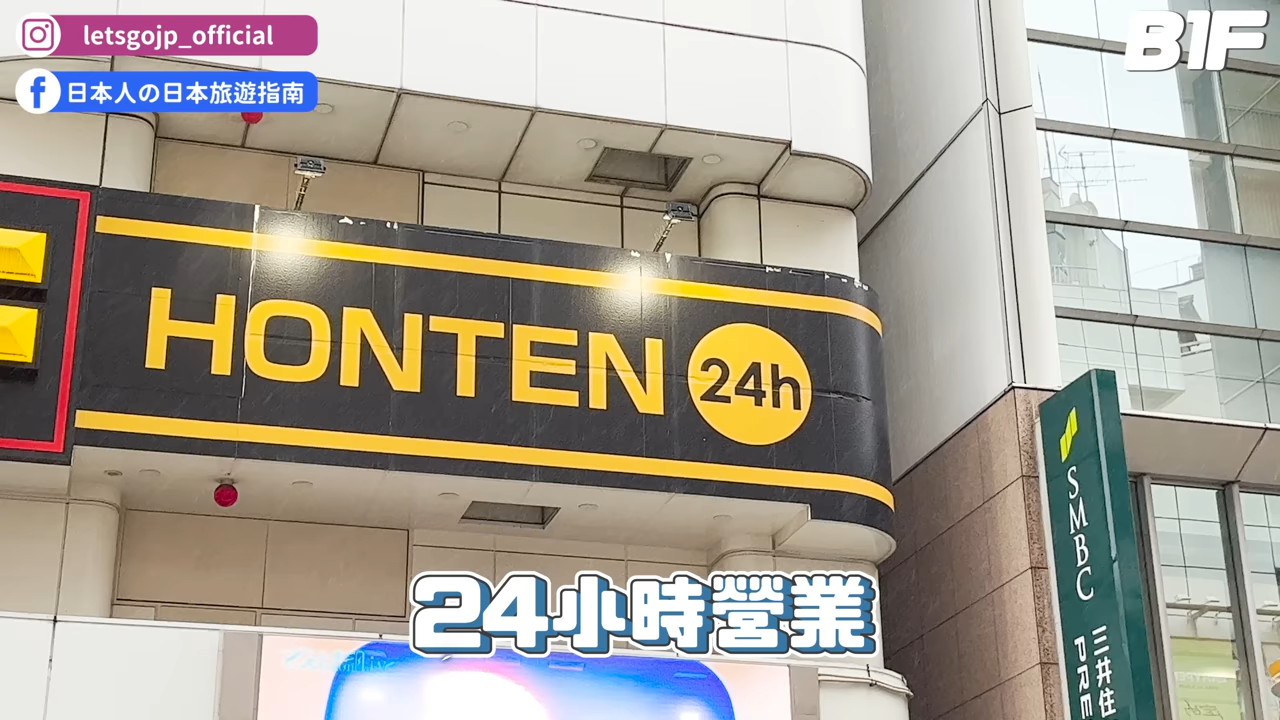 letsgojp_official
日本人の日本旅遊指南
B1F
HONTEN 24h
SMBC
三井住
PRE
24小時營業